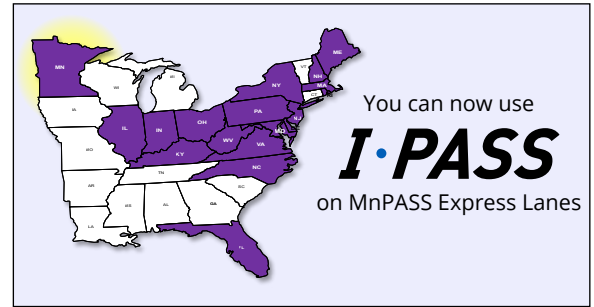 ME
VT
MN
NH
WI
NY
MA
MI
CT
IA
PA
NJ
OH
IL
IN
MD
WV
VA
MO
KY
NC
TN
AR
SC
MS
AL
GA
LA
FL
You can now use
I·PASS
on MnPASS Express Lanes